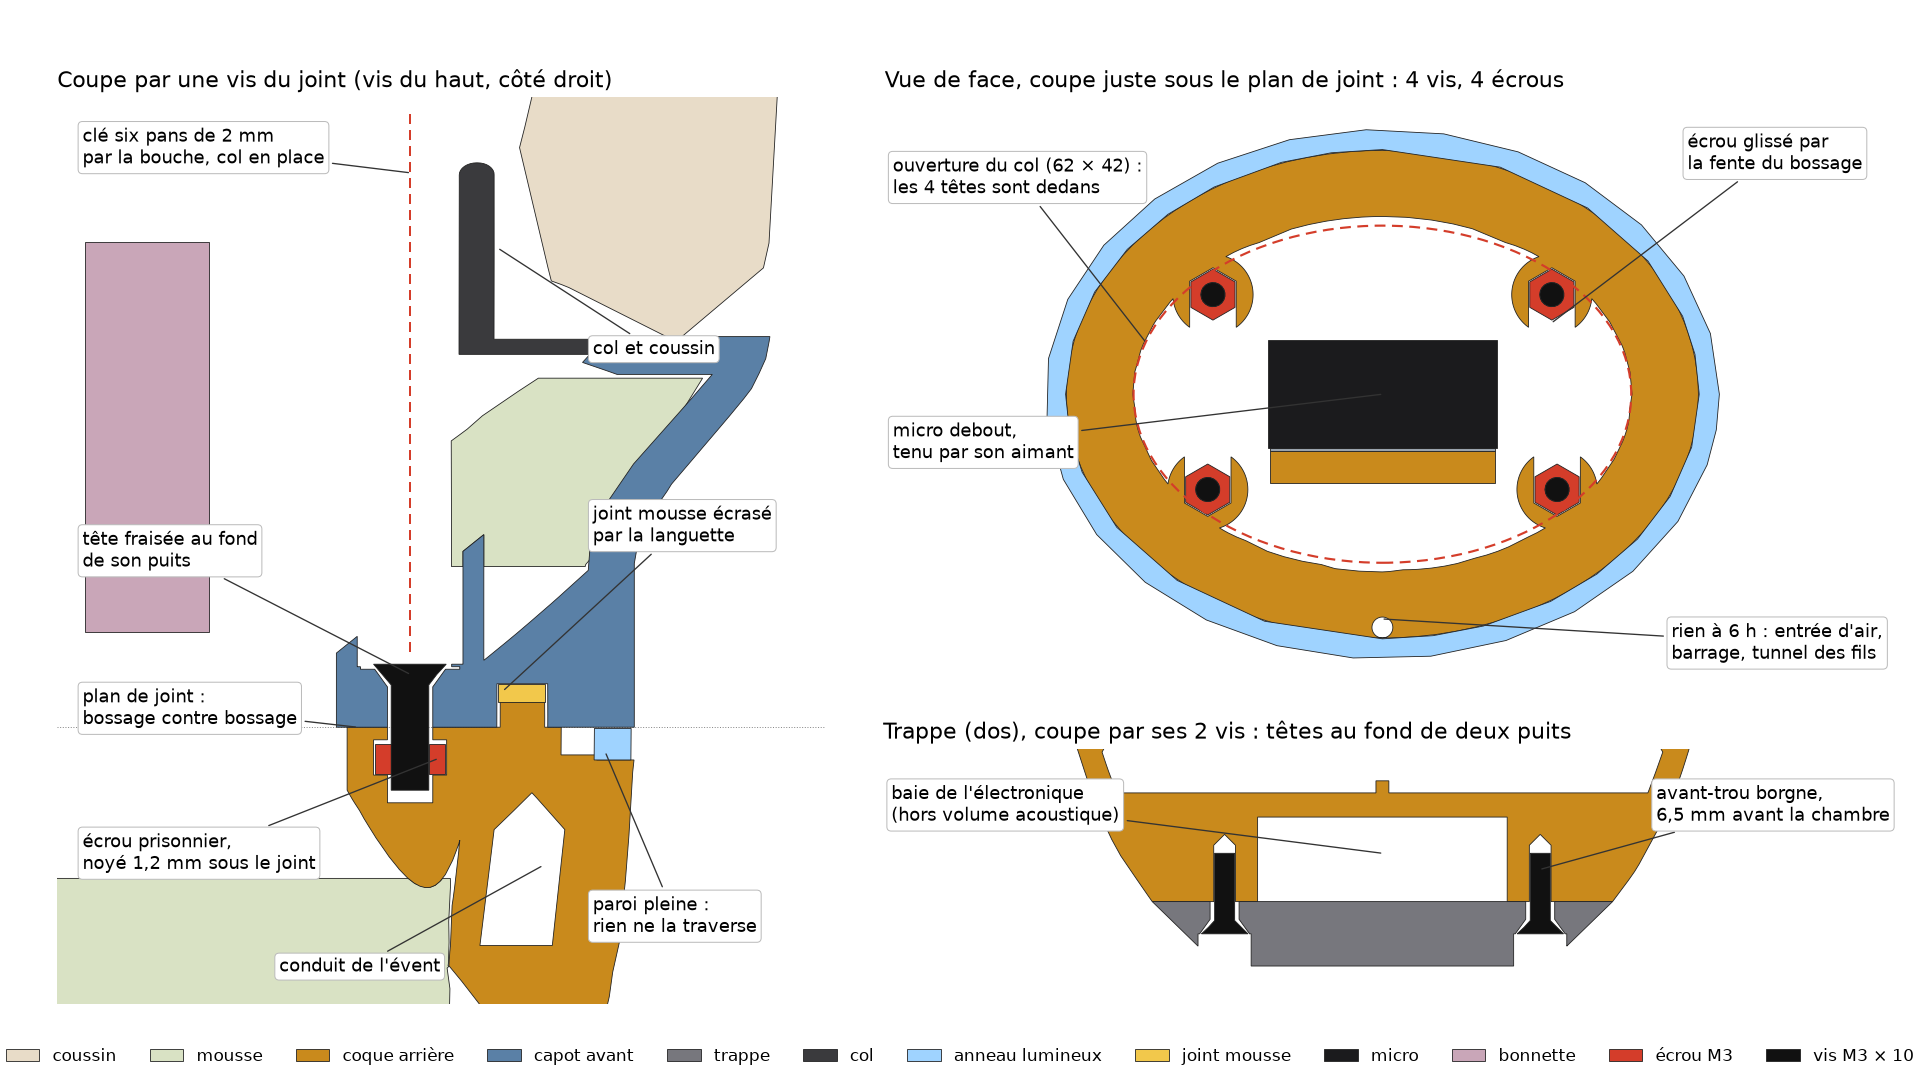 Coupe par une vis du joint (vis du haut, côté droit)
clé six pans de 2 mm
par la bouche, col en place
col et coussin
joint mousse écrasé
par la languette
tête fraisée au fond
de son puits
plan de joint :
bossage contre bossage
écrou prisonnier,
noyé 1,2 mm sous le joint
paroi pleine :
rien ne la traverse
conduit de l'évent
Vue de face, coupe juste sous le plan de joint : 4 vis, 4 écrous
ouverture du col (62 × 42) :
les 4 têtes sont dedans
écrou glissé par
la fente du bossage
micro debout,
tenu par son aimant
rien à 6 h : entrée d'air,
barrage, tunnel des fils
Trappe (dos), coupe par ses 2 vis : têtes au fond de deux puits
baie de l'électronique
(hors volume acoustique)
avant-trou borgne,
6,5 mm avant la chambre
coussin
mousse
coque arrière
capot avant
trappe
col
anneau lumineux
joint mousse
micro
bonnette
écrou M3
vis M3 × 10